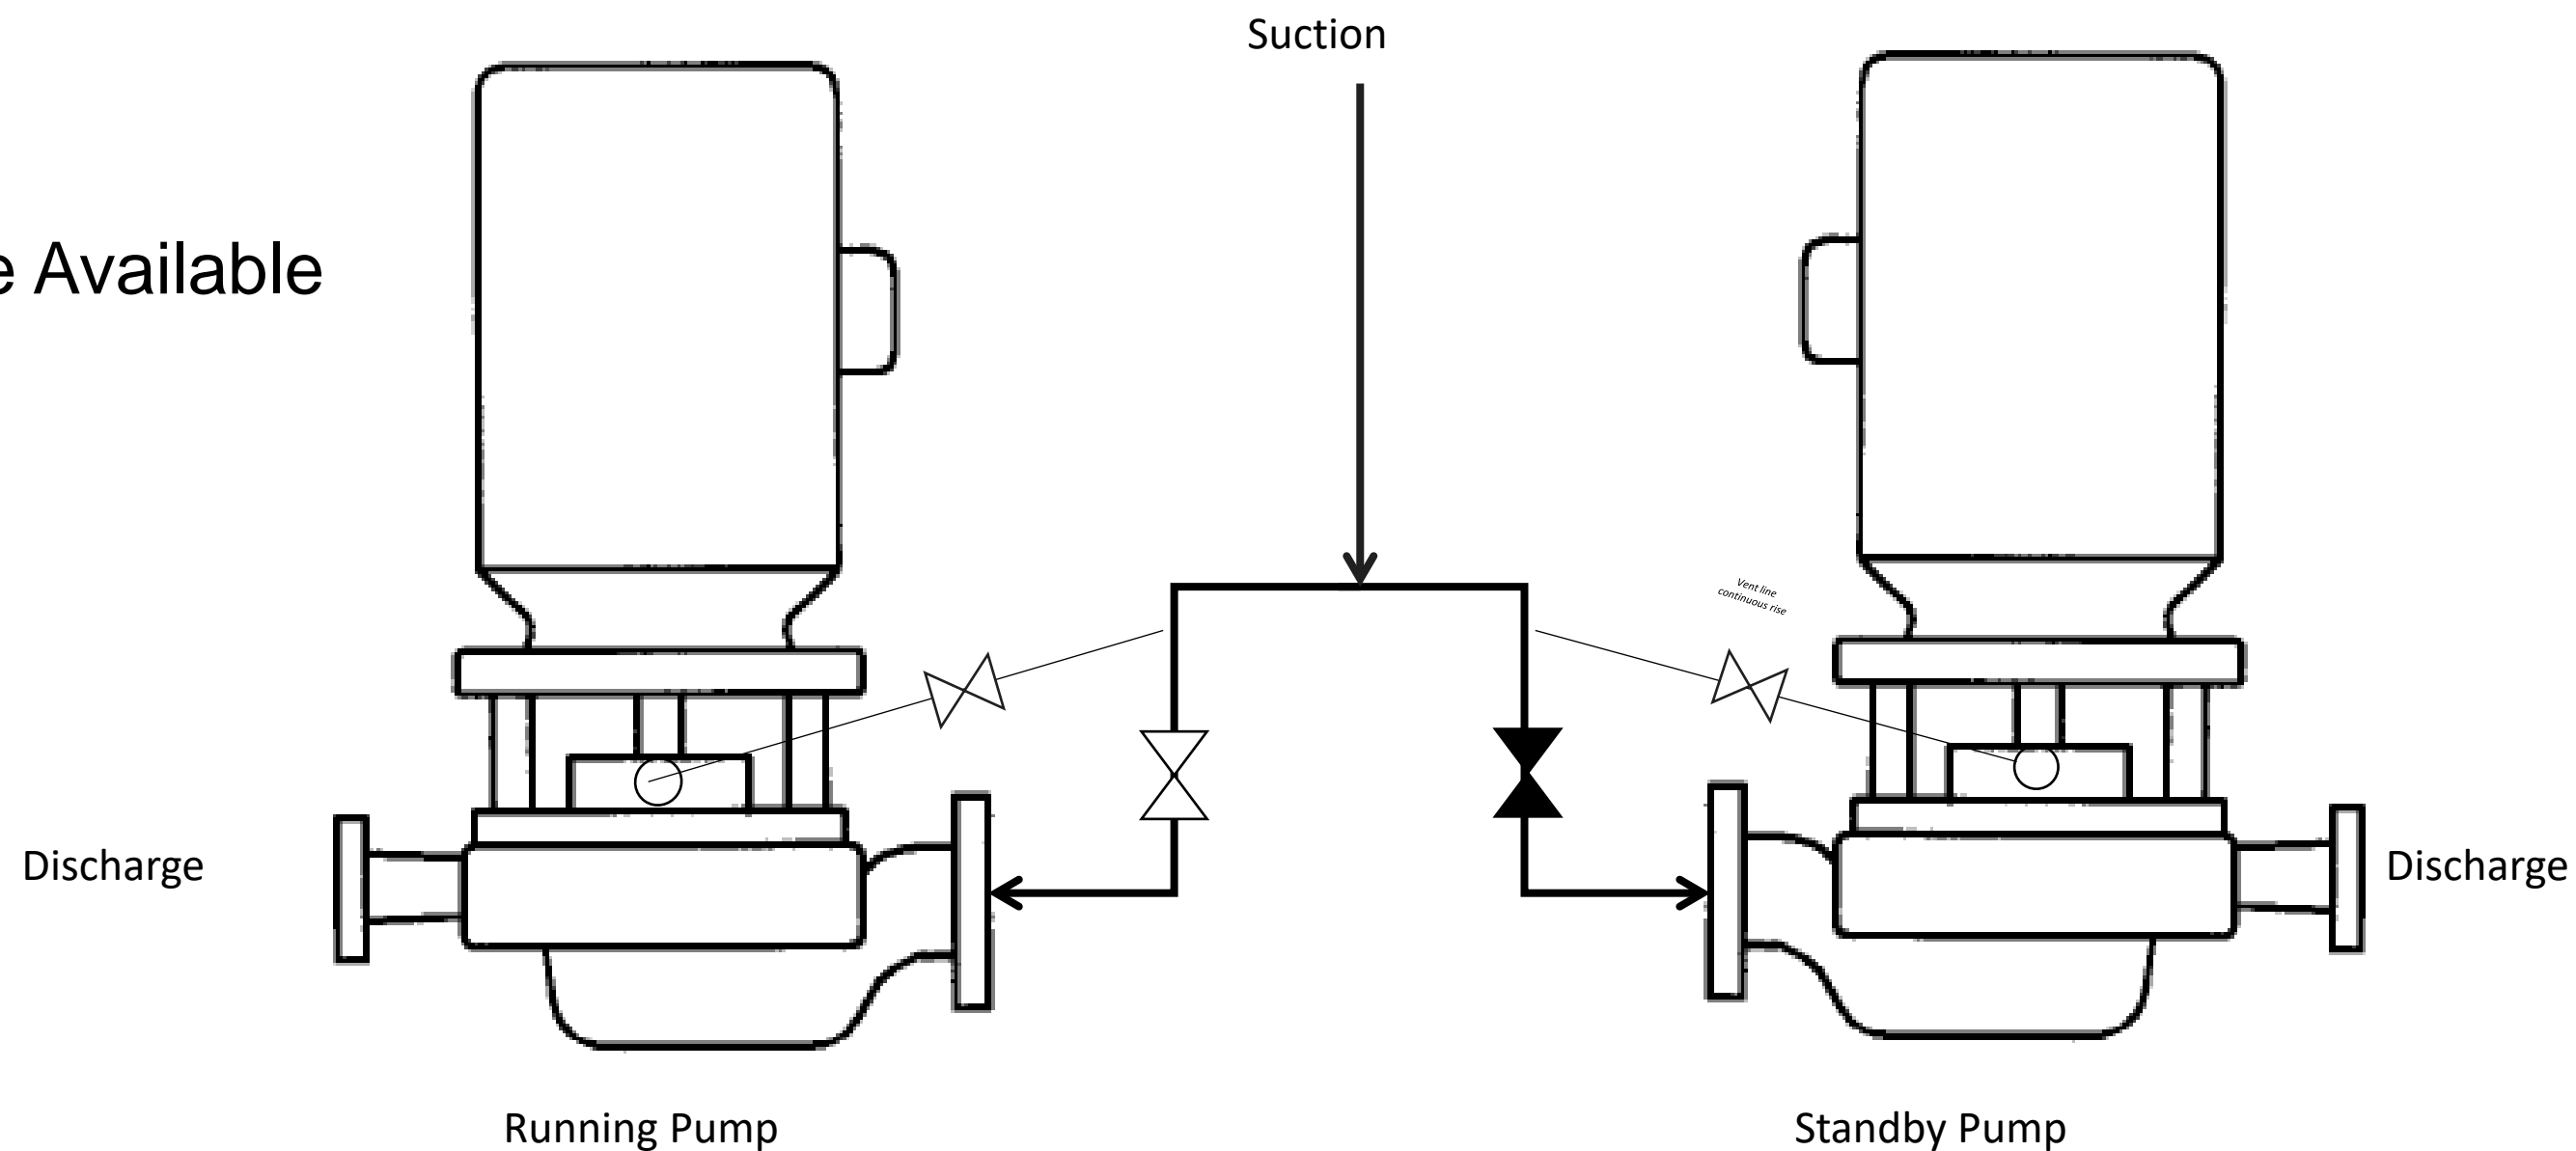 Suction
e Available
Vent line
continuous rise
Discharge
Discharge
Running Pump
Standby Pump